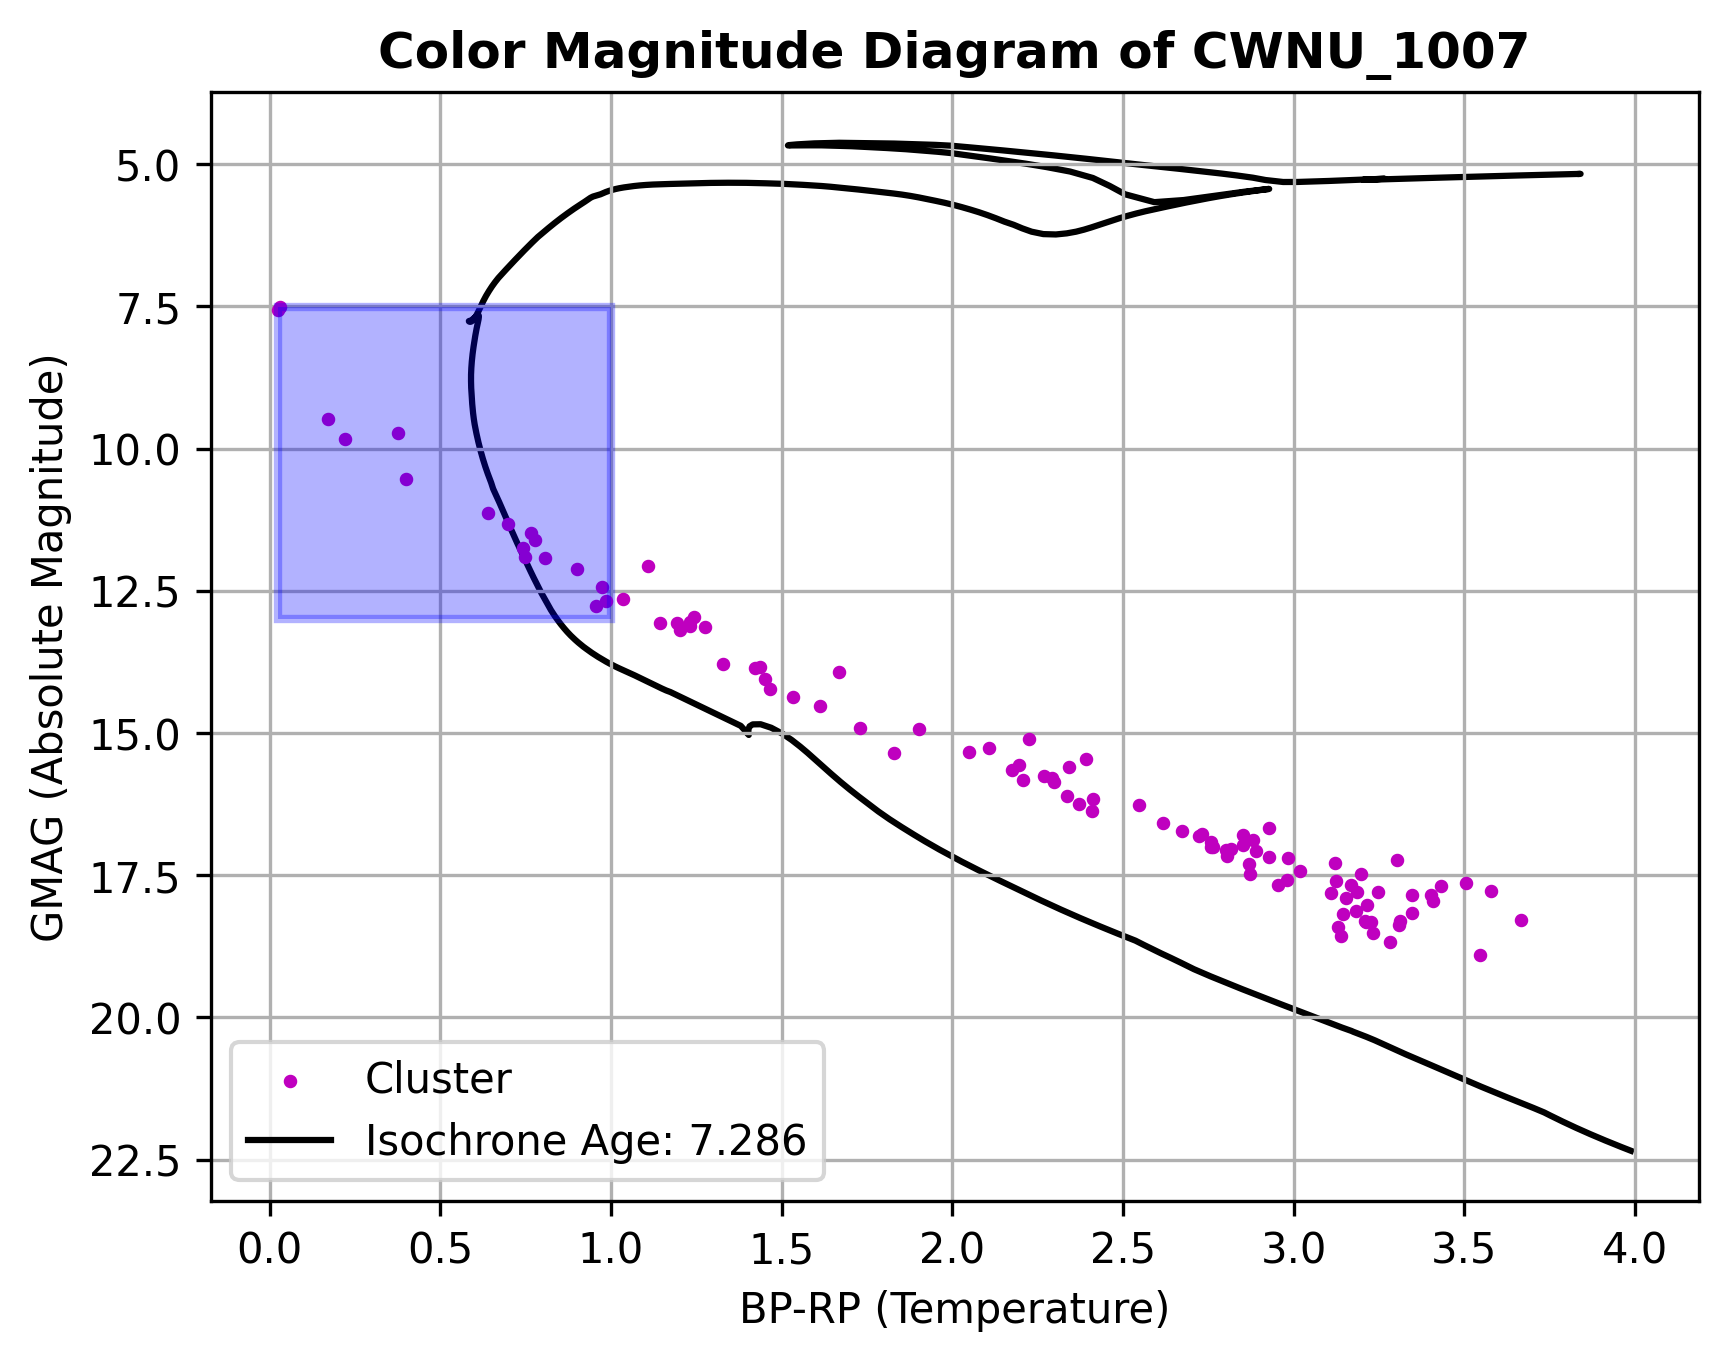 Color Magnitude Diagram of CWNU_1007
GMAG (Absolute Magnitude)
5.0
7.5
10.0
12.5
15.0
17.5
20.0
22.5
Cluster
Isochrone Age: 7.286
0.0 0.5 1.0 1.5 2.0 2.5 3.0 3.5 4.0
BP-RP (Temperature)